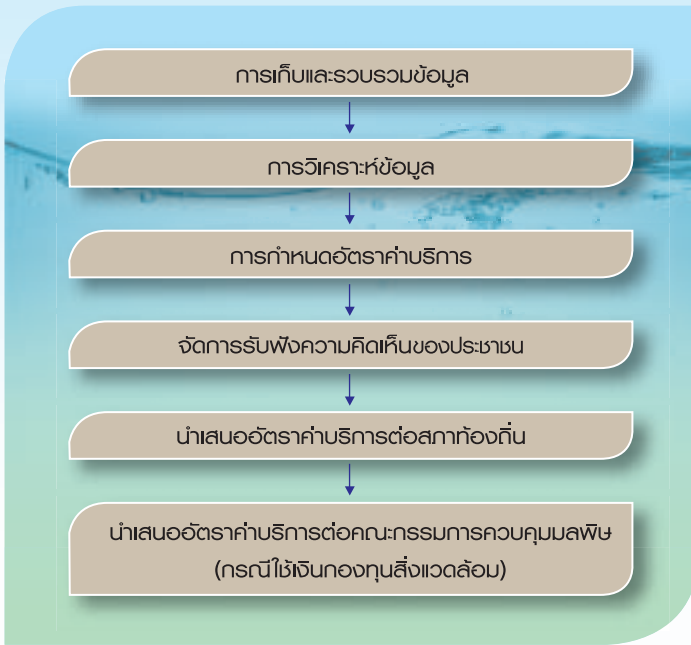 การเก็บและรวบรวมข้อมูล
การวิเคราะห์ข้อมูล
การกำหนดอัตราค่าบริการ
จัดการรับฟังความคิดเห็นของประชาชน
นำเสนออัตราค่าบริการต่อสภาท้องถิ่น
นำเสนออัตราค่าบริการต่อคณะกรรมการควบคุมมลพิษ
(กรณีใช้เงินกองทุนสิ่งแวดล้อม)